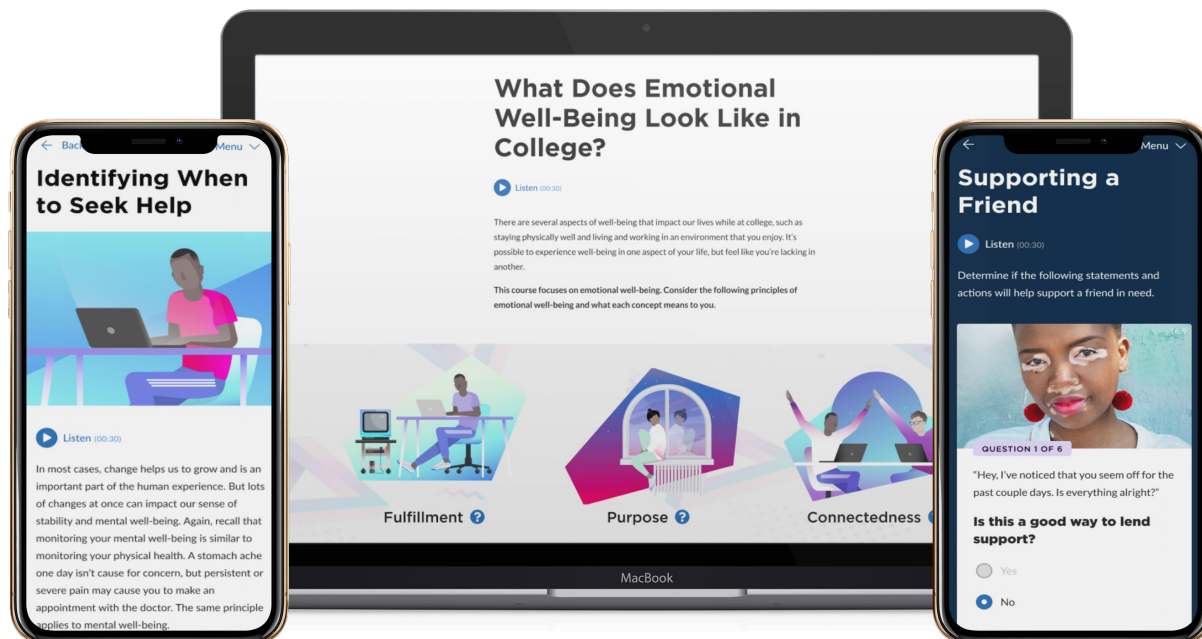 Back
Menu
Identifying When
to Seek Help
Listen (00:30)
In most cases, change helps us to grow and is an
important part of the human experience. But lots
of changes at once can impact our sense of
stability and mental well-being. Again, recall that
monitoring your mental well-being is similar to
monitoring your physical health. A stomach ache
one day isn't cause for concern, but persistent or
severe pain may cause you to make an
appointment with the doctor. The same principle
applies to mental well-being.
What Does Emotional
Well-Being Look Like in
College?
Listen (00:30)
There are several aspects of well-being that impact our lives while at college, such as
staying physically well and living and working in an environment that you enjoy. It's
possible to experience well-being in one aspect of your life, but feel like you're lacking in
another.
This course focuses on emotional well-being. Consider the following principles of
emotional well-being and what each concept means to you.
Fulfillment ?
Purpose ?
Connectedness
MacBook
Menu
Supporting a
Friend
Listen (00:30)
Determine if the following statements and
actions will help support a friend in need.
16:9
QUESTION 1 OF 6
"Hey, I've noticed that you seem off for the
past couple days. Is everything alright?"
Is this a good way to lend
support?
Yes
No